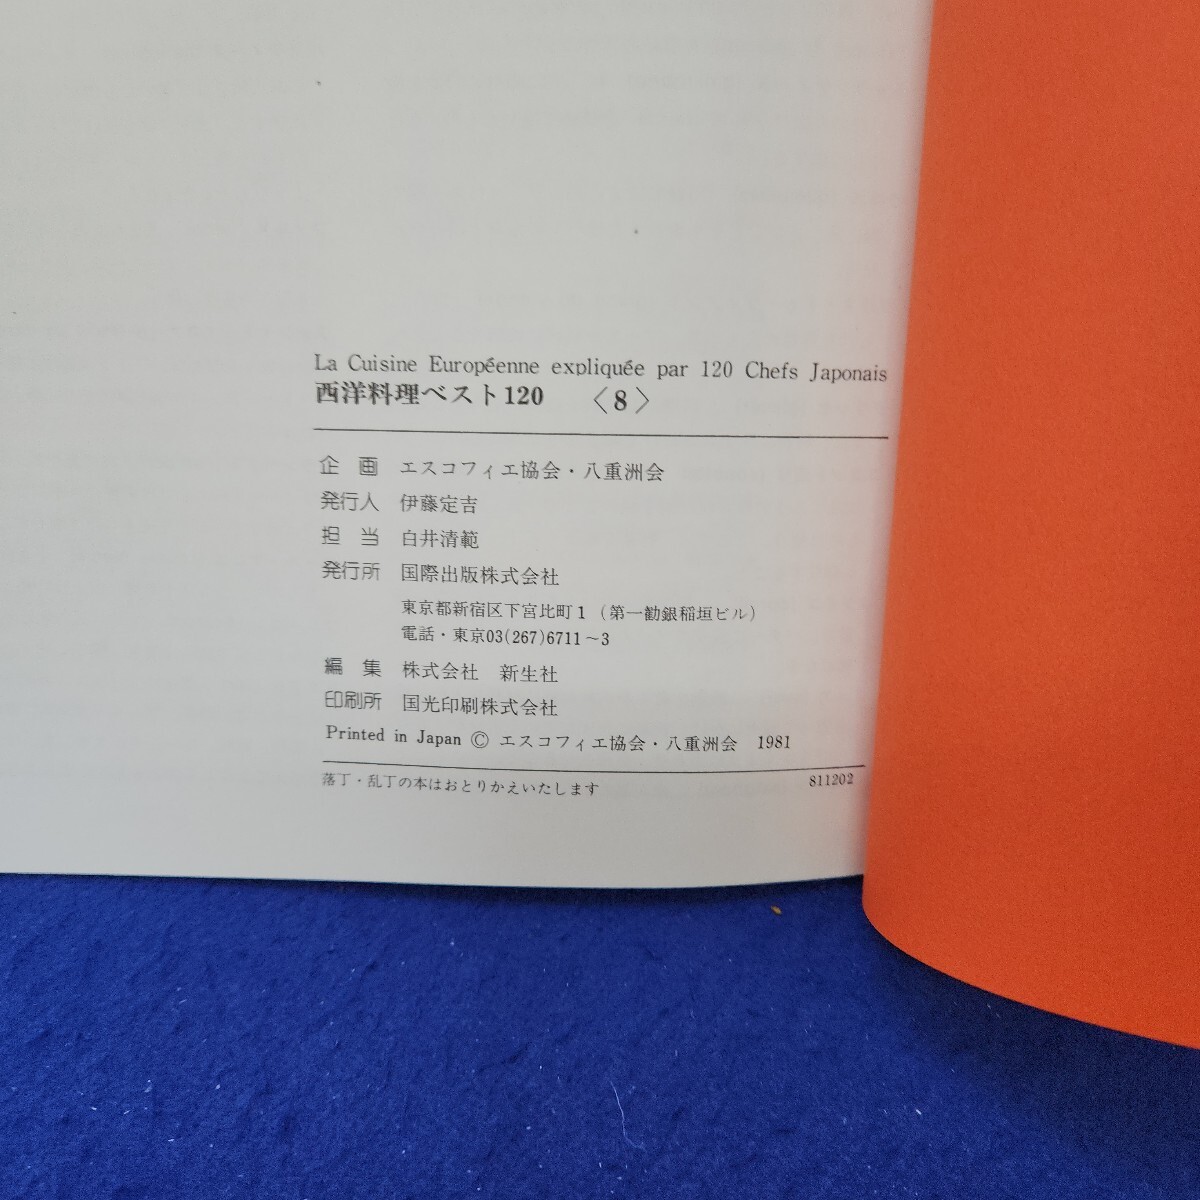 La Cuisine Européenne expliquée par 120 Chefs Japonais
西洋料理ベスト120 〈8〉
企画 エスコフィエ協会・八重洲会
発行人 伊藤定吉
担当 白井清範
発行所 国際出版株式会社
東京都新宿区下宮比町1(第一勧銀稲垣ビル)
電話・東京03(267)6711~3
編集 株式会社 新生社
印刷所 国光印刷株式会社
Printed in Japan © エスコフィエ協会・八重洲会 1981
落丁・乱丁の本はおとりかえいたします 811202